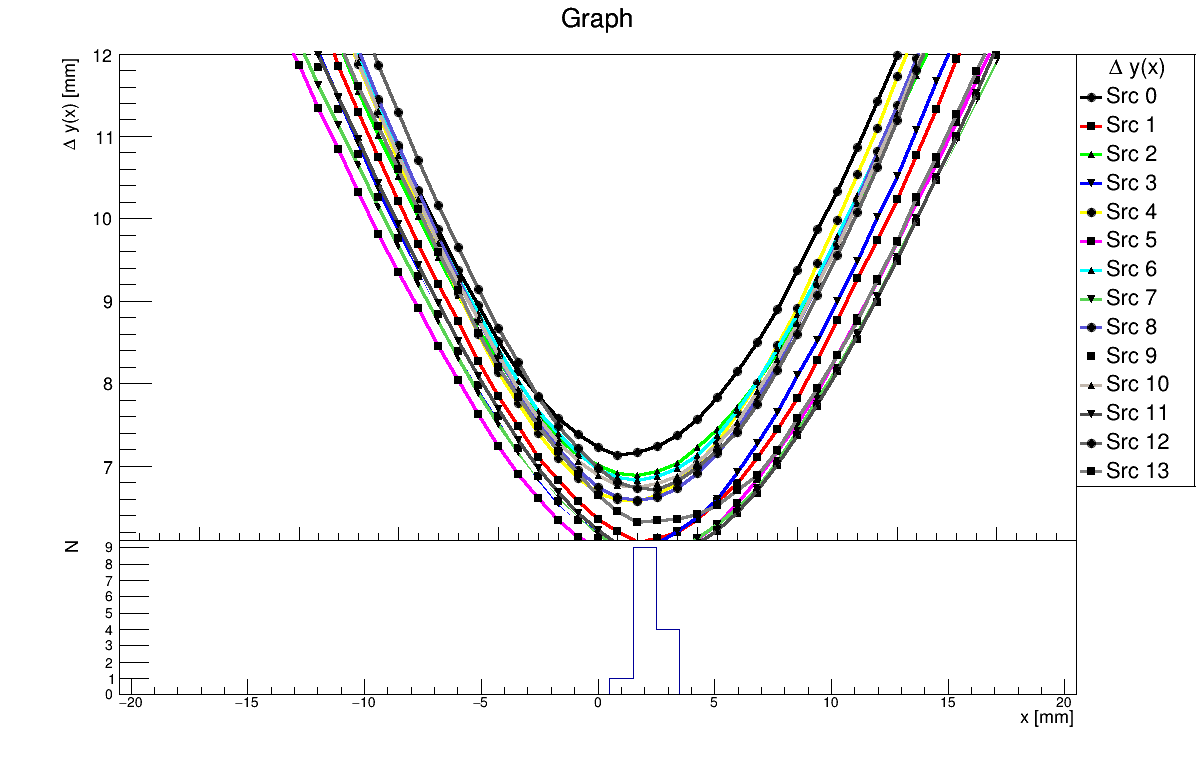 Graph
Δ y(x) [mm]
12
11
10
9
8
7
Δ y(x)
Src 0
Src 1
Src 2
Src 3
Src 4
Src 5
Src 6
Src 7
Src 8
Src 9
Src 10
Src 11
Src 12
Src 13
N
9
8
7
6
5
4
3
2
1
0
−20 −15 −10 −5 0 5 10 15 20
x [mm]